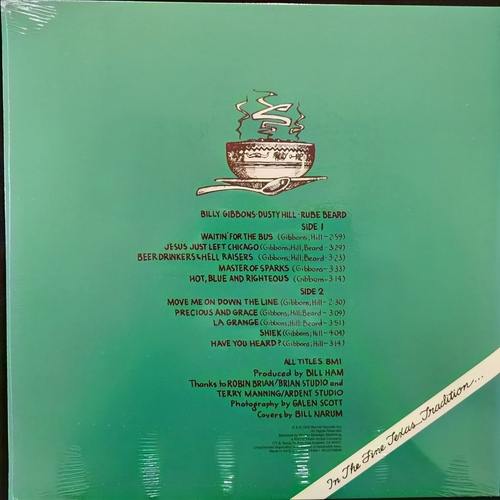 BILLY GIBBONS·DUSTY HILL·RUBE BEARD
SIDE 1
WAITIN' FOR THE BUS (Gibbons, Hill-2:59)
JESUS JUST LEFT CHICAGO (Gibbons, Hill, Beard-3:29)
BEER DRINKERS & HELL RAISERS (Gibbons, Hill, Beard-3:23)
MASTER OF SPARKS (Gibbons-3:33)
HOT, BLUE AND RIGHTEOUS (Gibbons-3:14)
SIDE 2
MOVE ME ON DOWN THE LINE (Gibbons, Hill-2:30)
PRECIOUS AND GRACE (Gibbons, Hill, Beard-3:09)
LA GRANGE (Gibbons, Hill, Beard-3:51)
SHIEK (Gibbons, Hill-4:04)
HAVE YOU HEARD? (Gibbons, Hill-3:14)
ALL TITLES BMI
Produced by BILL HAM
Thanks to ROBIN BRIAN/BRIAN STUDIO and
TERRY MANNING/ARDENT STUDIO
Photography by GALEN SCOTT
Covers by BILL NARUM
In The Fine Texas Tradition...